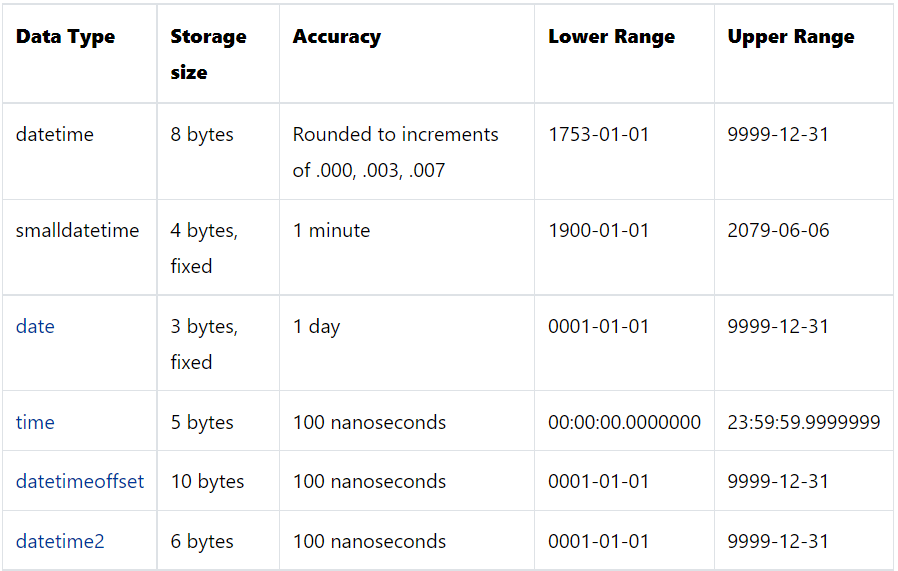 Data Type Storage size Accuracy Lower Range Upper Range
datetime 8 bytes Rounded to increments of .000, .003, .007 1753-01-01 9999-12-31
smalldatetime 4 bytes, fixed 1 minute 1900-01-01 2079-06-06
date 3 bytes, fixed 1 day 0001-01-01 9999-12-31
time 5 bytes 100 nanoseconds 00:00:00.0000000 23:59:59.9999999
datetimeoffset 10 bytes 100 nanoseconds 0001-01-01 9999-12-31
datetime2 6 bytes 100 nanoseconds 0001-01-01 9999-12-31